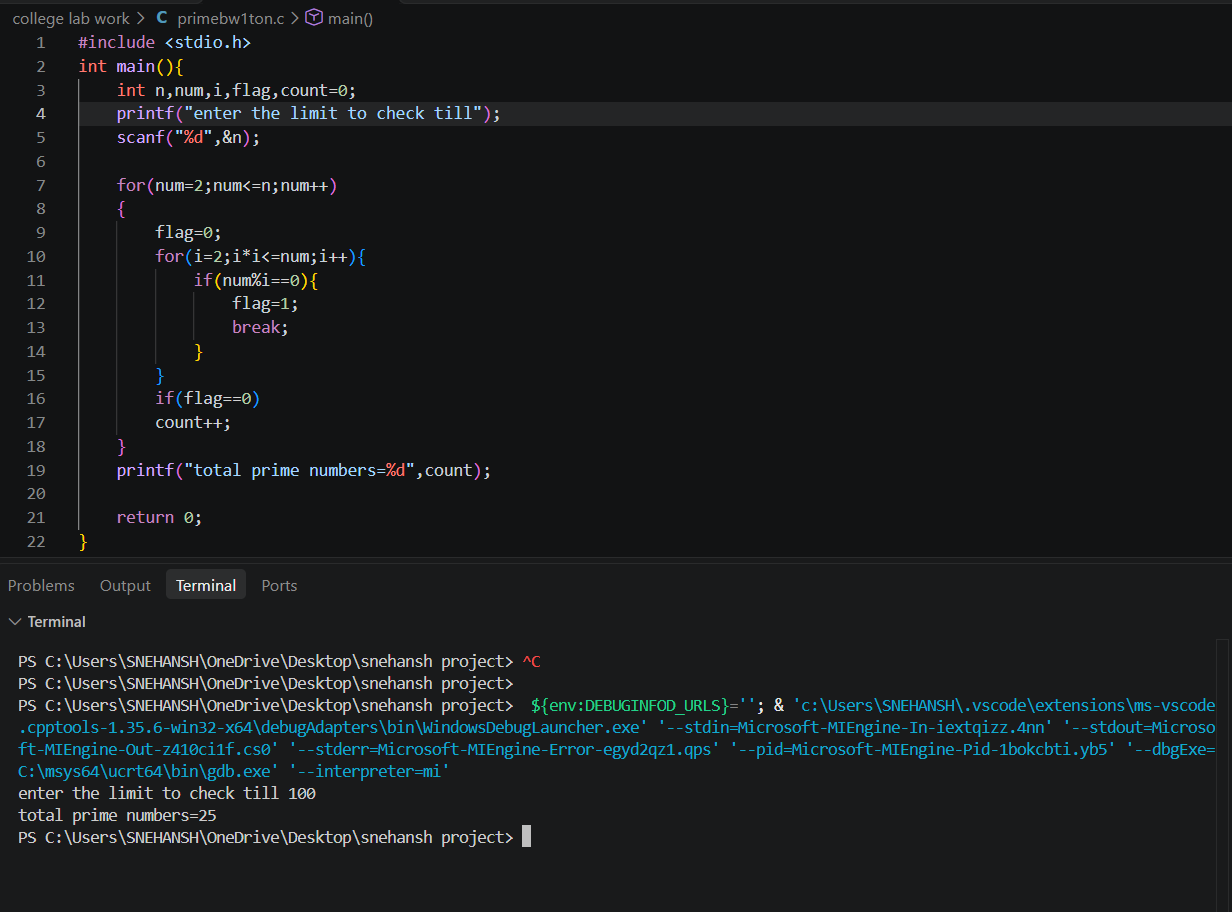 college lab work > C primebw1ton.c > main()
1 #include <stdio.h>
2 int main(){
3     int n,num,i,flag,count=0;
4     printf("enter the limit to check till");
5     scanf("%d",&n);
6
7     for(num=2;num<=n;num++)
8     {
9         flag=0;
10         for(i=2;i*i<=num;i++){
11             if(num%i==0){
12                 flag=1;
13                 break;
14             }
15         }
16         if(flag==0)
17         count++;
18     }
19     printf("total prime numbers=%d",count);
20
21     return 0;
22 }
Problems Output Terminal Ports
Terminal
PS C:\Users\SNEHANSH\OneDrive\Desktop\snehansh project> ^C
PS C:\Users\SNEHANSH\OneDrive\Desktop\snehansh project>
PS C:\Users\SNEHANSH\OneDrive\Desktop\snehansh project>  ${env:DEBUGINFOD_URLS}=''; & 'c:\Users\SNEHANSH\.vscode\extensions\ms-vscode
.cpptools-1.35.6-win32-x64\debugAdapters\bin\WindowsDebugLauncher.exe' '--stdin=Microsoft-MIEngine-In-iextqizz.4nn' '--stdout=Microso
ft-MIEngine-Out-z410ci1f.cs0' '--stderr=Microsoft-MIEngine-Error-egyd2qz1.qps' '--pid=Microsoft-MIEngine-Pid-1bokcbti.yb5' '--dbgExe=
C:\msys64\ucrt64\bin\gdb.exe' '--interpreter=mi'
enter the limit to check till 100
total prime numbers=25
PS C:\Users\SNEHANSH\OneDrive\Desktop\snehansh project>